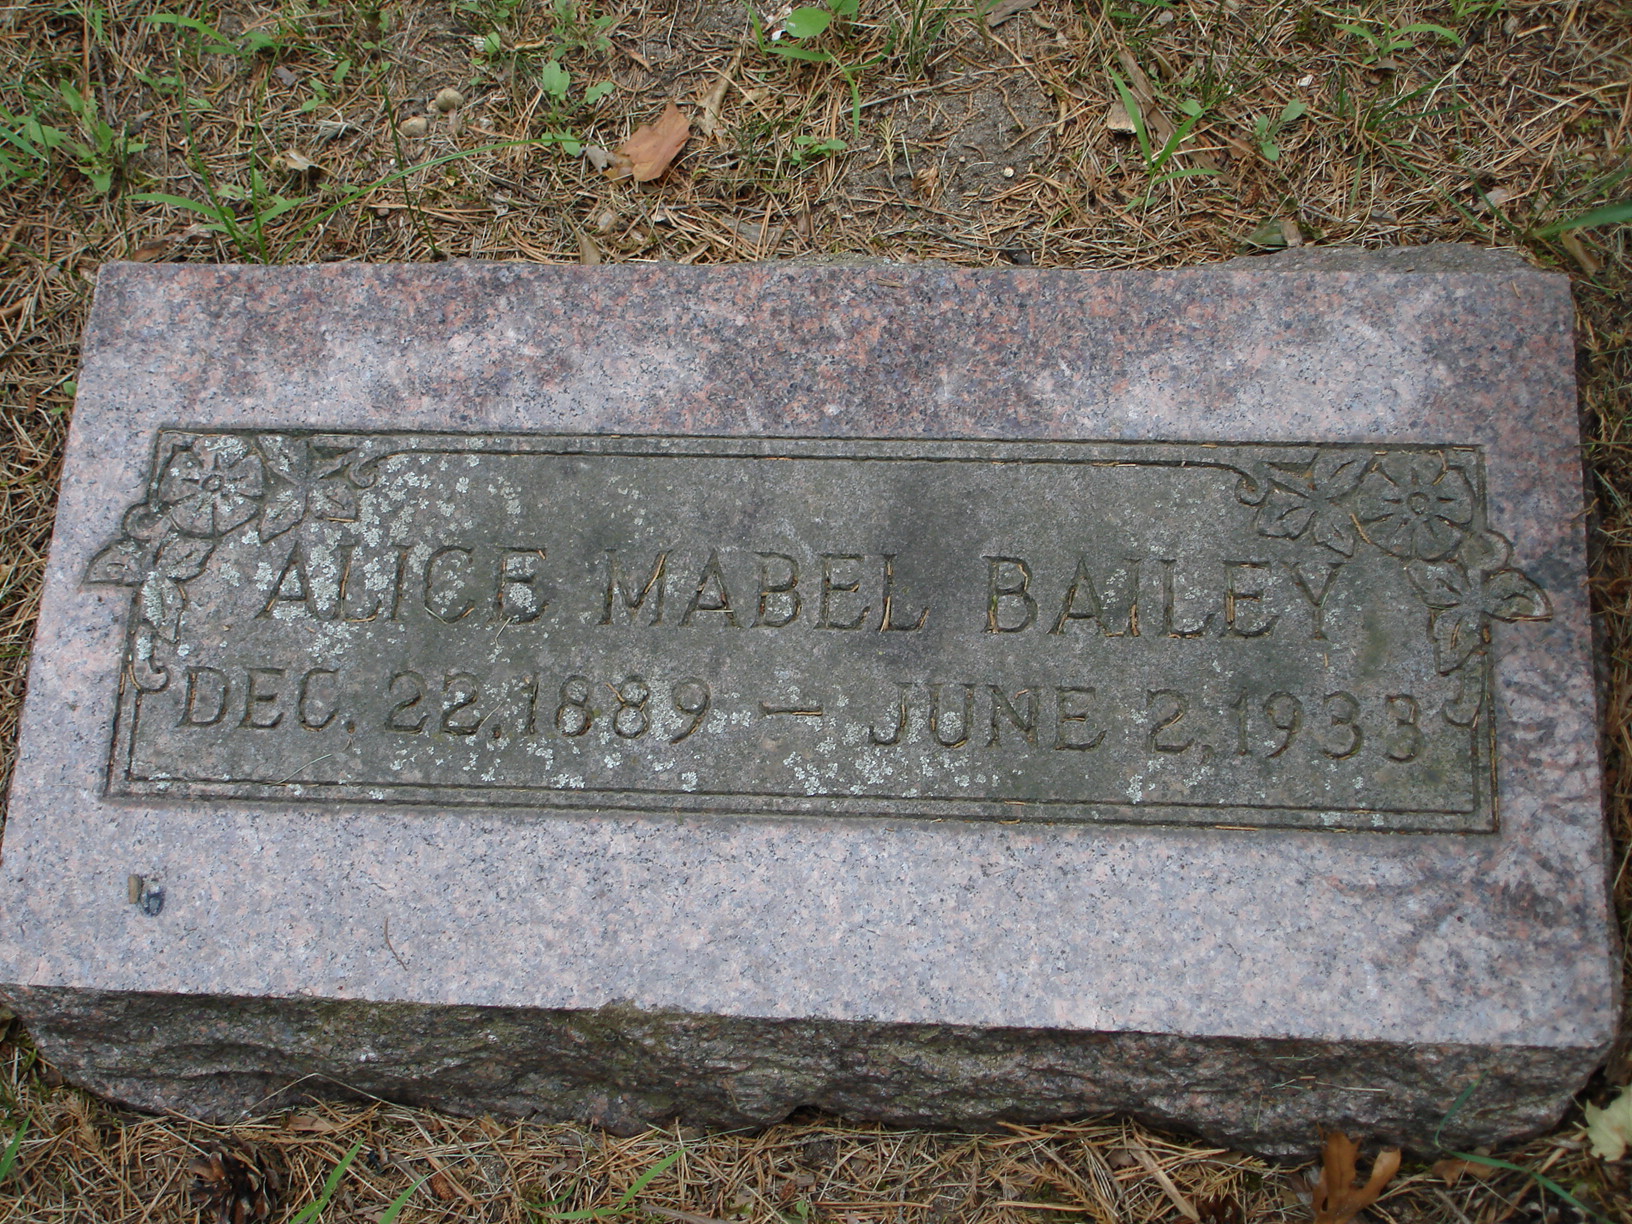 ALICE MABEL BAILEY
DEC. 22, 1889 — JUNE 2, 1933